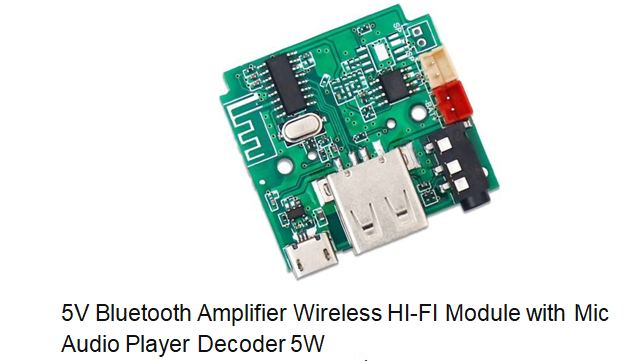 5V Bluetooth Amplifier Wireless HI-FI Module with Mic
Audio Player Decoder 5W